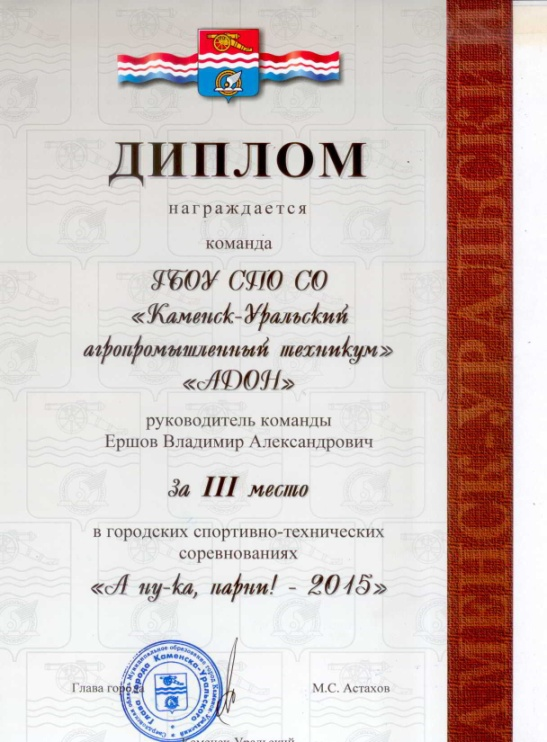 ДИПЛОМ
награждается
команда
ГБОУ СПО СО
«Каменск-Уральский
агропромышленный техникум»
«АДОН»
руководитель команды
Ершов Владимир Александрович
За III место
в городских спортивно-технических
соревнованиях
«А ну-ка, парни! - 2015»
Глава города
М.С. Астахов
Каменск-Уральский
КАМЕНСК-УРАЛЬСКИЙ